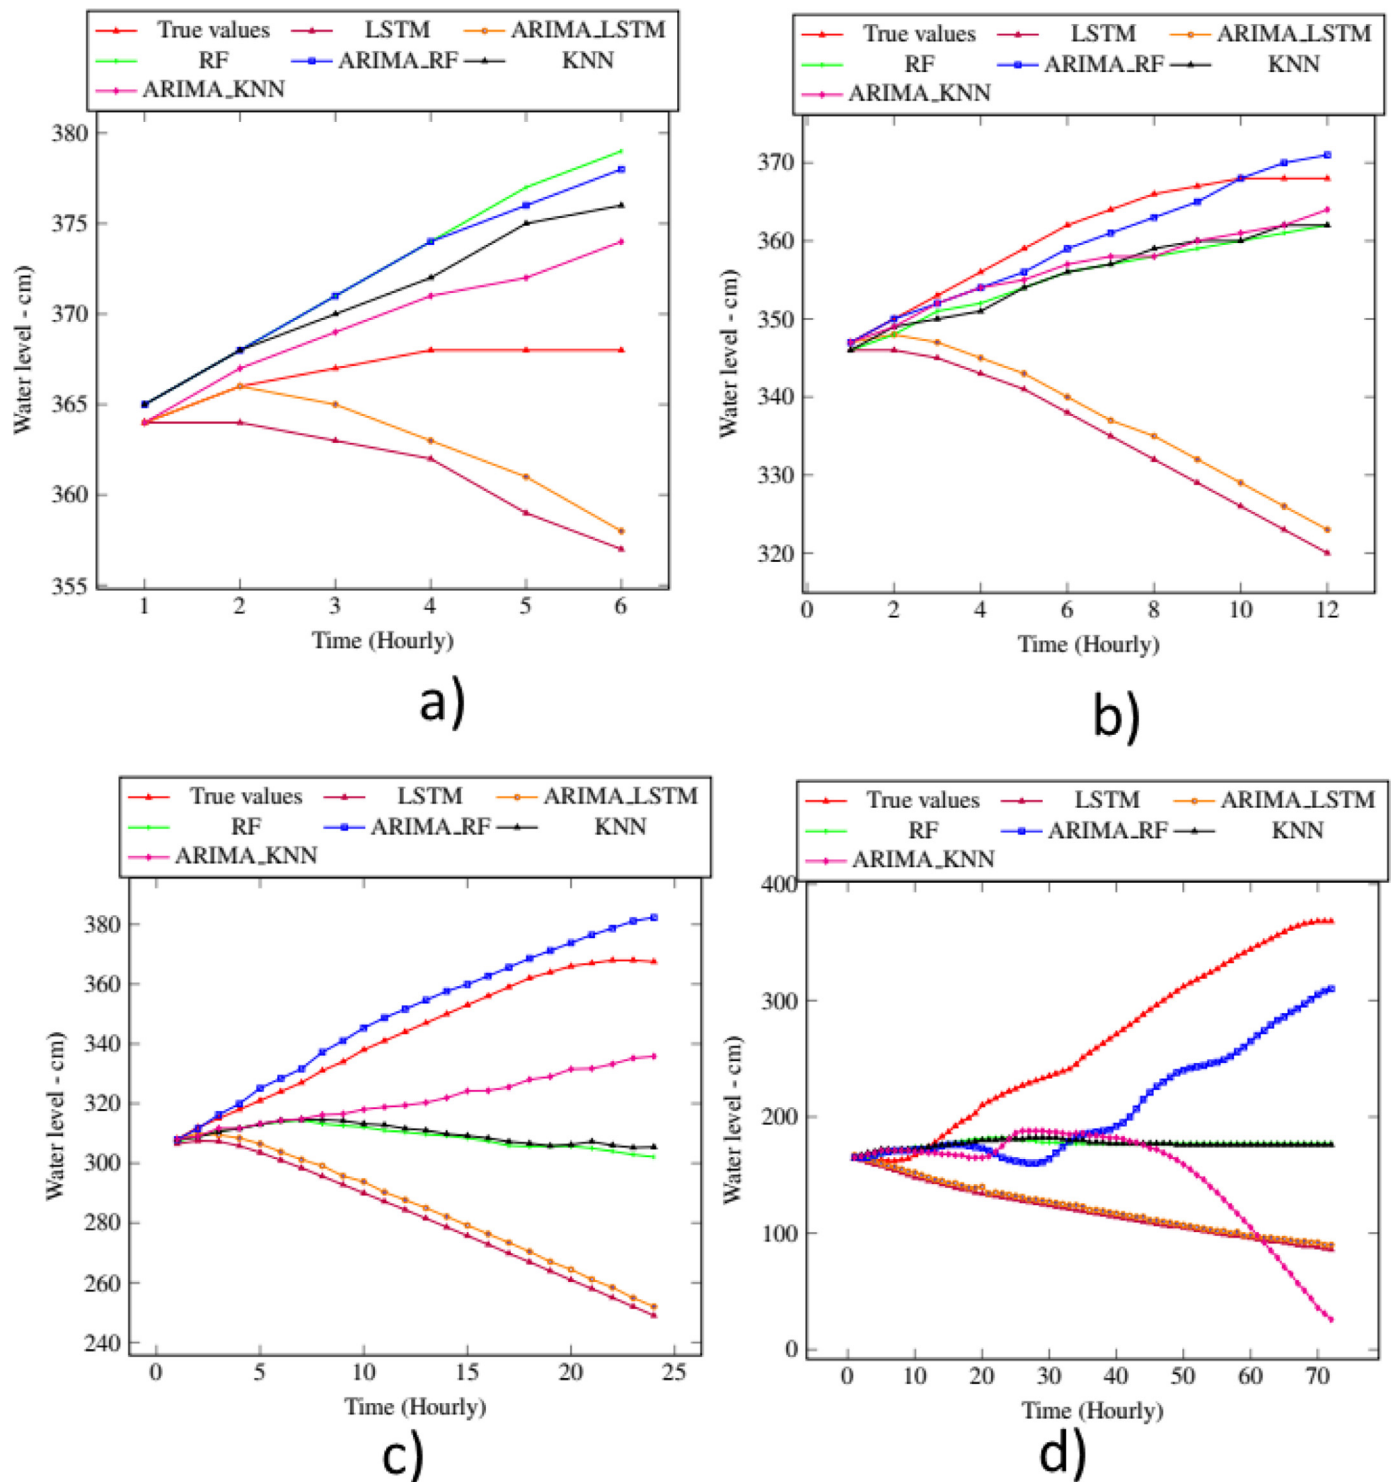 True values LSTM ARIMA_LSTM
RF ARIMA_RF KNN
ARIMA_KNN
380
375
370
365
360
355
Water level - cm)
1 2 3 4 5 6
Time (Hourly)
a)
True values LSTM ARIMA_LSTM
RF ARIMA_RF KNN
ARIMA_KNN
370
360
350
340
330
320
Water level - cm)
0 2 4 6 8 10 12
Time (Hourly)
b)
True values LSTM ARIMA_LSTM
RF ARIMA_RF KNN
ARIMA_KNN
380
360
340
320
300
280
260
240
Water level - cm)
0 5 10 15 20 25
Time (Hourly)
c)
True values LSTM ARIMA_LSTM
RF ARIMA_RF KNN
ARIMA_KNN
400
300
200
100
0
Water level - cm)
0 10 20 30 40 50 60 70
Time (Hourly)
d)